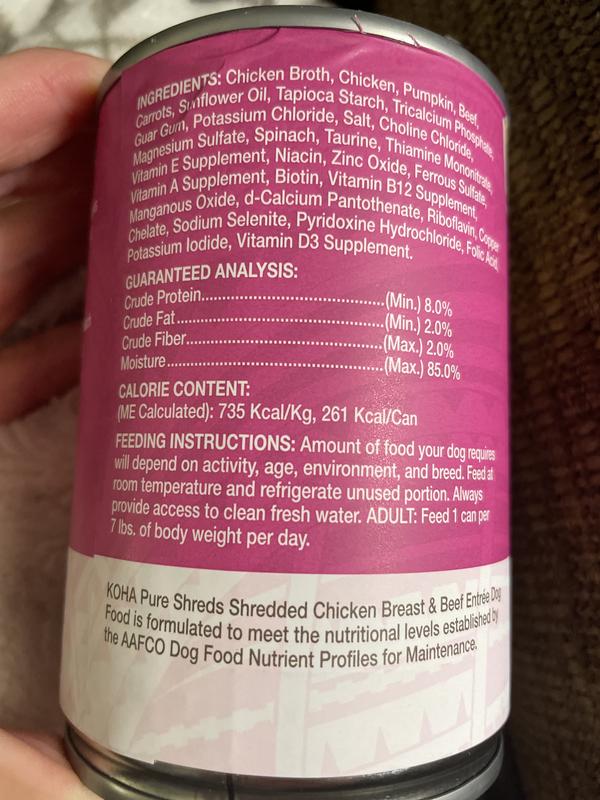 INGREDIENTS: Chicken Broth, Chicken, Pumpkin, Beef,
Carrots, Sunflower Oil, Tapioca Starch, Tricalcium Phosphate,
Guar Gum, Potassium Chloride, Salt, Choline Chloride,
Magnesium Sulfate, Spinach, Taurine, Thiamine Mononitrate,
Vitamin E Supplement, Niacin, Zinc Oxide, Ferrous Sulfate,
Vitamin A Supplement, Biotin, Vitamin B12 Supplement,
Manganous Oxide, d-Calcium Pantothenate, Riboflavin, Copper
Chelate, Sodium Selenite, Pyridoxine Hydrochloride, Folic Acid,
Potassium Iodide, Vitamin D3 Supplement.
GUARANTEED ANALYSIS:
Crude Protein..........................................(Min.) 8.0%
Crude Fat................................................(Min.) 2.0%
Crude Fiber.............................................(Max.) 2.0%
Moisture..................................................(Max.) 85.0%
CALORIE CONTENT:
(ME Calculated): 735 Kcal/Kg, 261 Kcal/Can
FEEDING INSTRUCTIONS: Amount of food your dog requires
will depend on activity, age, environment, and breed. Feed at
room temperature and refrigerate unused portion. Always
provide access to clean fresh water. ADULT: Feed 1 can per
7 lbs. of body weight per day.
KOHA Pure Shreds Shredded Chicken Breast & Beef Entrée Dog
Food is formulated to meet the nutritional levels established by
the AAFCO Dog Food Nutrient Profiles for Maintenance.